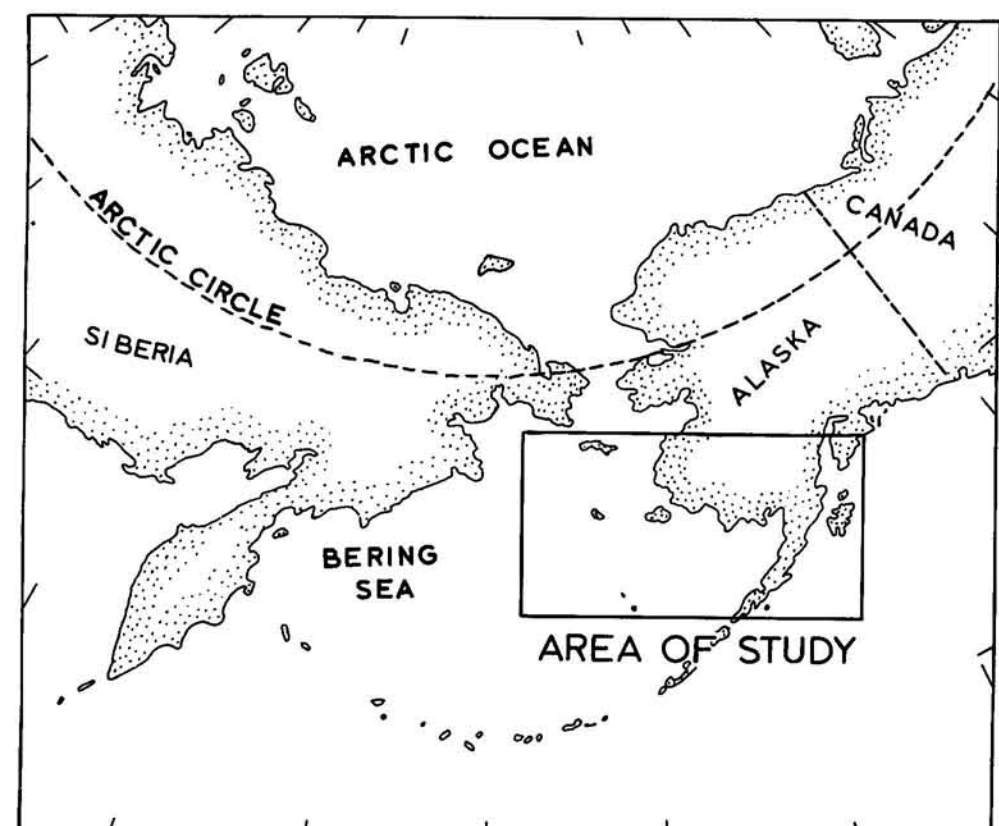 ARCTIC OCEAN
ARCTIC CIRCLE
CANADA
SIBERIA
ALASKA
BERING
SEA
AREA OF STUDY